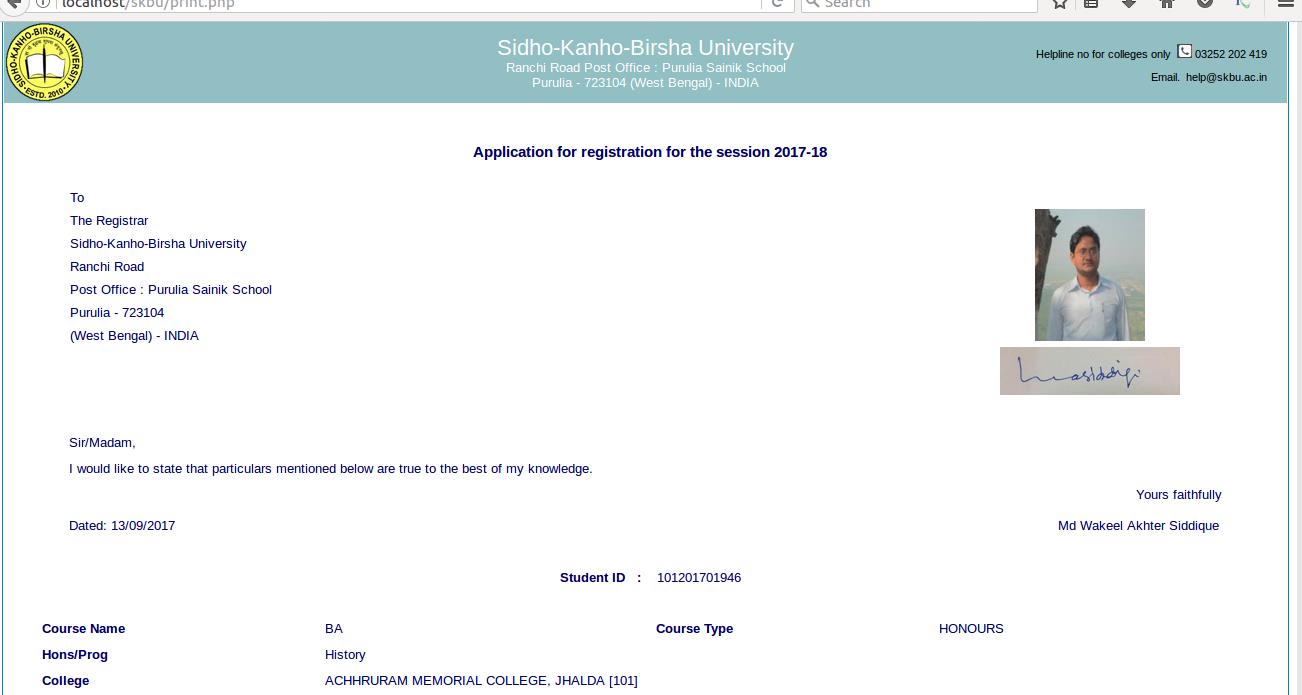 localhost/skbu/print.php
Search
SIDHO-KANHO-BIRSHA UNIVERSITY
ESTD. 2010
Sidho-Kanho-Birsha University
Ranchi Road Post Office : Purulia Sainik School
Purulia - 723104 (West Bengal) - INDIA
Helpline no for colleges only 03252 202 419
Email. help@skbu.ac.in
Application for registration for the session 2017-18
To
The Registrar
Sidho-Kanho-Birsha University
Ranchi Road
Post Office : Purulia Sainik School
Purulia - 723104
(West Bengal) - INDIA
Sir/Madam,
I would like to state that particulars mentioned below are true to the best of my knowledge.
Yours faithfully
Dated: 13/09/2017 Md Wakeel Akhter Siddique
Student ID : 101201701946
Course Name BA Course Type HONOURS
Hons/Prog History
College ACHHRURAM MEMORIAL COLLEGE, JHALDA [101]